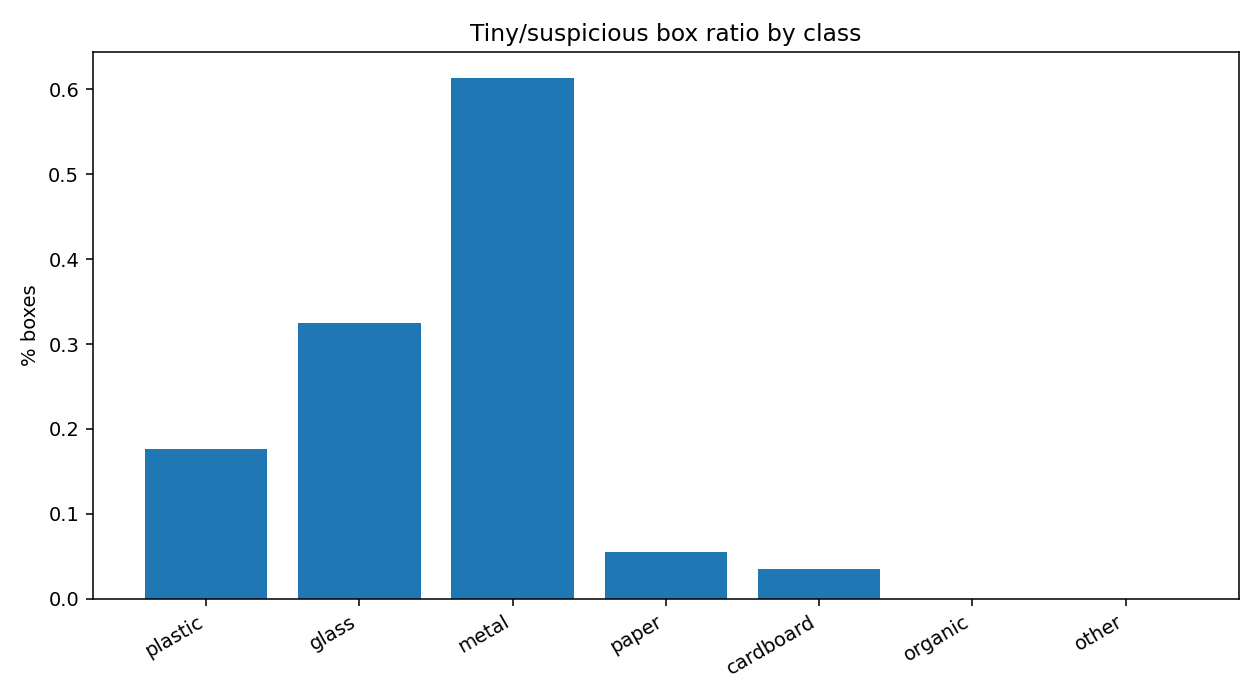 Tiny/suspicious box ratio by class
% boxes
0.6
0.5
0.4
0.3
0.2
0.1
0.0
plastic
glass
metal
paper
cardboard
organic
other